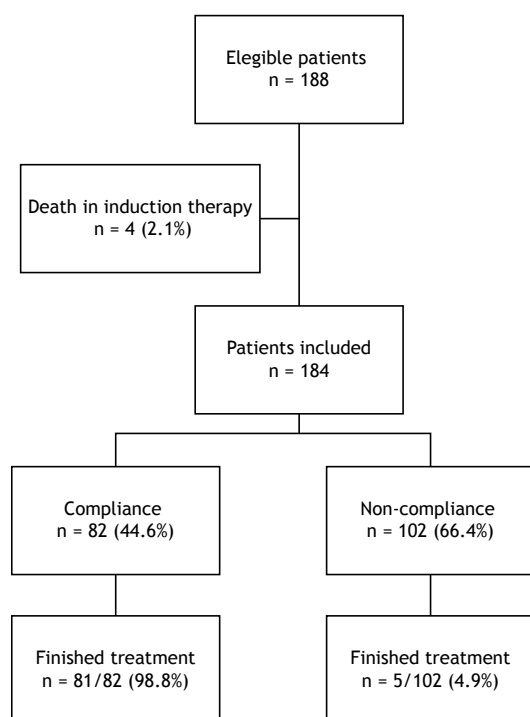 Elegible patients
n = 188
Death in induction therapy
n = 4 (2.1%)
Patients included
n = 184
Compliance
n = 82 (44.6%)
Non-compliance
n = 102 (66.4%)
Finished treatment
n = 81/82 (98.8%)
Finished treatment
n = 5/102 (4.9%)